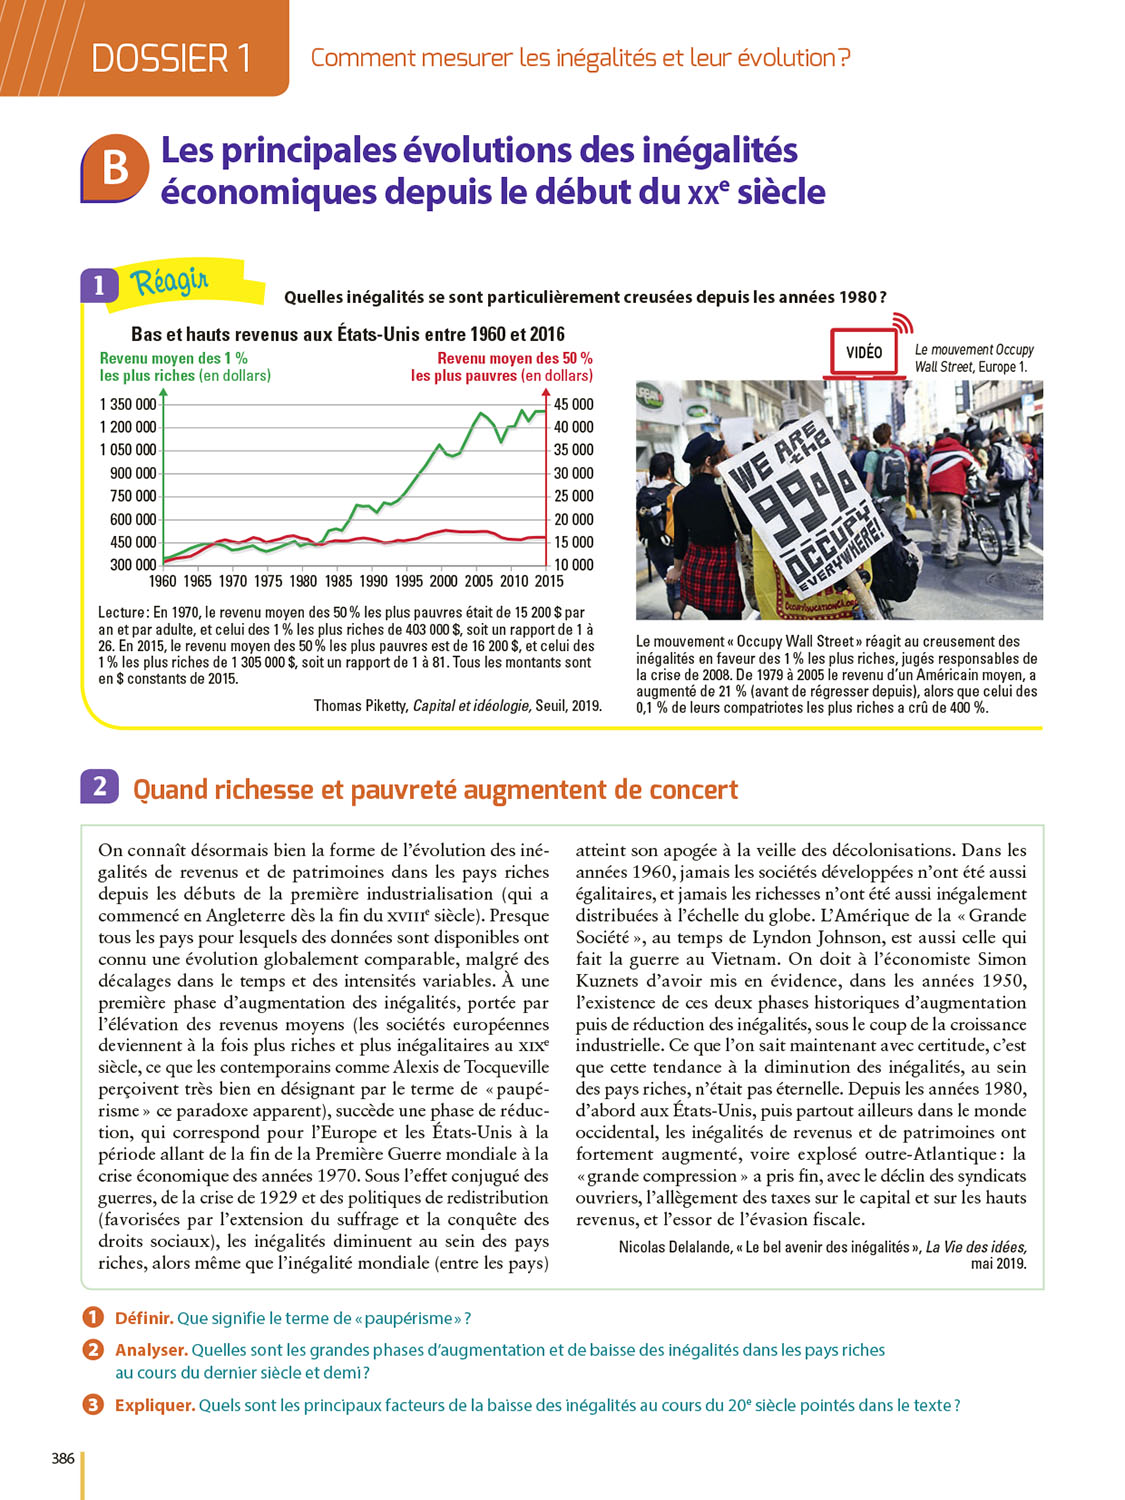 DOSSIER 1
Comment mesurer les inégalités et leur évolution ?
B
Les principales évolutions des inégalités
économiques depuis le début du XXe siècle
1
Réagir
Quelles inégalités se sont particulièrement creusées depuis les années 1980 ?
Bas et hauts revenus aux États-Unis entre 1960 et 2016
Revenu moyen des 1 %
les plus riches (en dollars)
Revenu moyen des 50 %
les plus pauvres (en dollars)
1 350 000
1 200 000
1 050 000
900 000
750 000
600 000
450 000
300 000
45 000
40 000
35 000
30 000
25 000
20 000
15 000
10 000
1960 1965 1970 1975 1980 1985 1990 1995 2000 2005 2010 2015
Lecture : En 1970, le revenu moyen des 50 % les plus pauvres était de 15 200 $ par
an et par adulte, et celui des 1 % les plus riches de 403 000 $, soit un rapport de 1 à
26. En 2015, le revenu moyen des 50 % les plus pauvres est de 16 200 $, et celui des
1 % les plus riches de 1 305 000 $, soit un rapport de 1 à 81. Tous les montants sont
en $ constants de 2015.
Thomas Piketty, Capital et idéologie, Seuil, 2019.
VIDÉO
Le mouvement Occupy
Wall Street, Europe 1.
WE ARE
the
99%
OCCUPY
EVERYWHERE!
Le mouvement « Occupy Wall Street » réagit au creusement des
inégalités en faveur des 1 % les plus riches, jugés responsables de
la crise de 2008. De 1979 à 2005 le revenu d'un Américain moyen, a
augmenté de 21 % (avant de régresser depuis), alors que celui des
0,1 % de leurs compatriotes les plus riches a crû de 400 %.
2
Quand richesse et pauvreté augmentent de concert
On connaît désormais bien la forme de l'évolution des iné-
galités de revenus et de patrimoines dans les pays riches
depuis les débuts de la première industrialisation (qui a
commencé en Angleterre dès la fin du XVIIIe siècle). Presque
tous les pays pour lesquels des données sont disponibles ont
connu une évolution globalement comparable, malgré des
décalages dans le temps et des intensités variables. À une
première phase d'augmentation des inégalités, portée par
l'élévation des revenus moyens (les sociétés européennes
deviennent à la fois plus riches et plus inégalitaires au XIXe
siècle, ce que les contemporains comme Alexis de Tocqueville
perçoivent très bien en désignant par le terme de « paupé-
risme » ce paradoxe apparent), succède une phase de réduc-
tion, qui correspond pour l'Europe et les États-Unis à la
période allant de la fin de la Première Guerre mondiale à la
crise économique des années 1970. Sous l'effet conjugué des
guerres, de la crise de 1929 et des politiques de redistribution
(favorisées par l'extension du suffrage et la conquête des
droits sociaux), les inégalités diminuent au sein des pays
riches, alors même que l'inégalité mondiale (entre les pays)
atteint son apogée à la veille des décolonisations. Dans les
années 1960, jamais les sociétés développées n'ont été aussi
égalitaires, et jamais les richesses n'ont été aussi inégalement
distribuées à l'échelle du globe. L'Amérique de la « Grande
Société », au temps de Lyndon Johnson, est aussi celle qui
fait la guerre au Vietnam. On doit à l'économiste Simon
Kuznets d'avoir mis en évidence, dans les années 1950,
l'existence de ces deux phases historiques d'augmentation
puis de réduction des inégalités, sous le coup de la croissance
industrielle. Ce que l'on sait maintenant avec certitude, c'est
que cette tendance à la diminution des inégalités, au sein
des pays riches, n'était pas éternelle. Depuis les années 1980,
d'abord aux États-Unis, puis partout ailleurs dans le monde
occidental, les inégalités de revenus et de patrimoines ont
fortement augmenté, voire explosé outre-Atlantique : la
« grande compression » a pris fin, avec le déclin des syndicats
ouvriers, l'allègement des taxes sur le capital et sur les hauts
revenus, et l'essor de l'évasion fiscale.
Nicolas Delalande, « Le bel avenir des inégalités », La Vie des idées,
mai 2019.
1 Définir. Que signifie le terme de « paupérisme » ?
2 Analyser. Quelles sont les grandes phases d'augmentation et de baisse des inégalités dans les pays riches
au cours du dernier siècle et demi ?
3 Expliquer. Quels sont les principaux facteurs de la baisse des inégalités au cours du 20e siècle pointés dans le texte ?
386